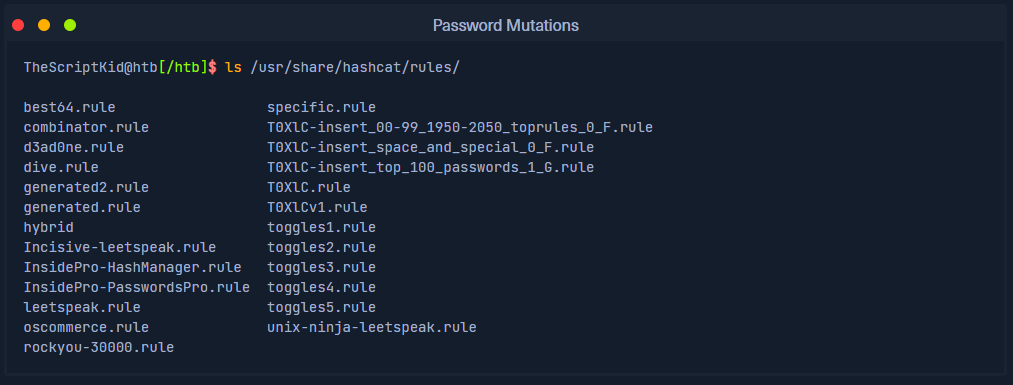 Password Mutations
TheScriptKid@htb[/htb]$ ls /usr/share/hashcat/rules/
best64.rule                  specific.rule
combinator.rule              T0XlC-insert_00-99_1950-2050_toprules_0_F.rule
d3ad0ne.rule                 T0XlC-insert_space_and_special_0_F.rule
dive.rule                    T0XlC-insert_top_100_passwords_1_G.rule
generated2.rule              T0XlC.rule
generated.rule               T0XlCv1.rule
hybrid                       toggles1.rule
Incisive-leetspeak.rule      toggles2.rule
InsidePro-HashManager.rule   toggles3.rule
InsidePro-PasswordsPro.rule  toggles4.rule
leetspeak.rule               toggles5.rule
oscommerce.rule              unix-ninja-leetspeak.rule
rockyou-30000.rule